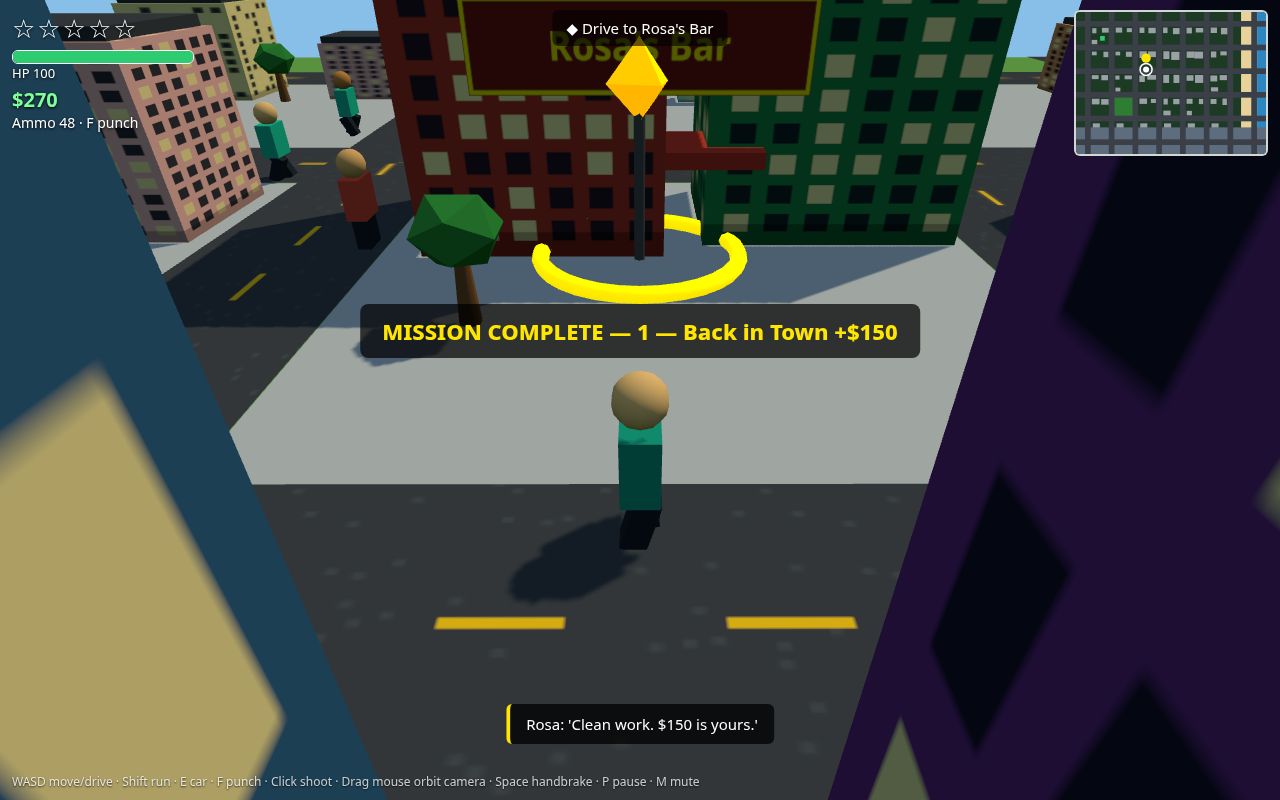 ☆☆☆☆☆
HP 100
$270
Ammo 48 · F punch
◆ Drive to Rosa's Bar
Rosa's Bar
MISSION COMPLETE — 1 — Back in Town +$150
Rosa: 'Clean work. $150 is yours.'
WASD move/drive · Shift run · E car · F punch · Click shoot · Drag mouse orbit camera · Space handbrake · P pause · M mute